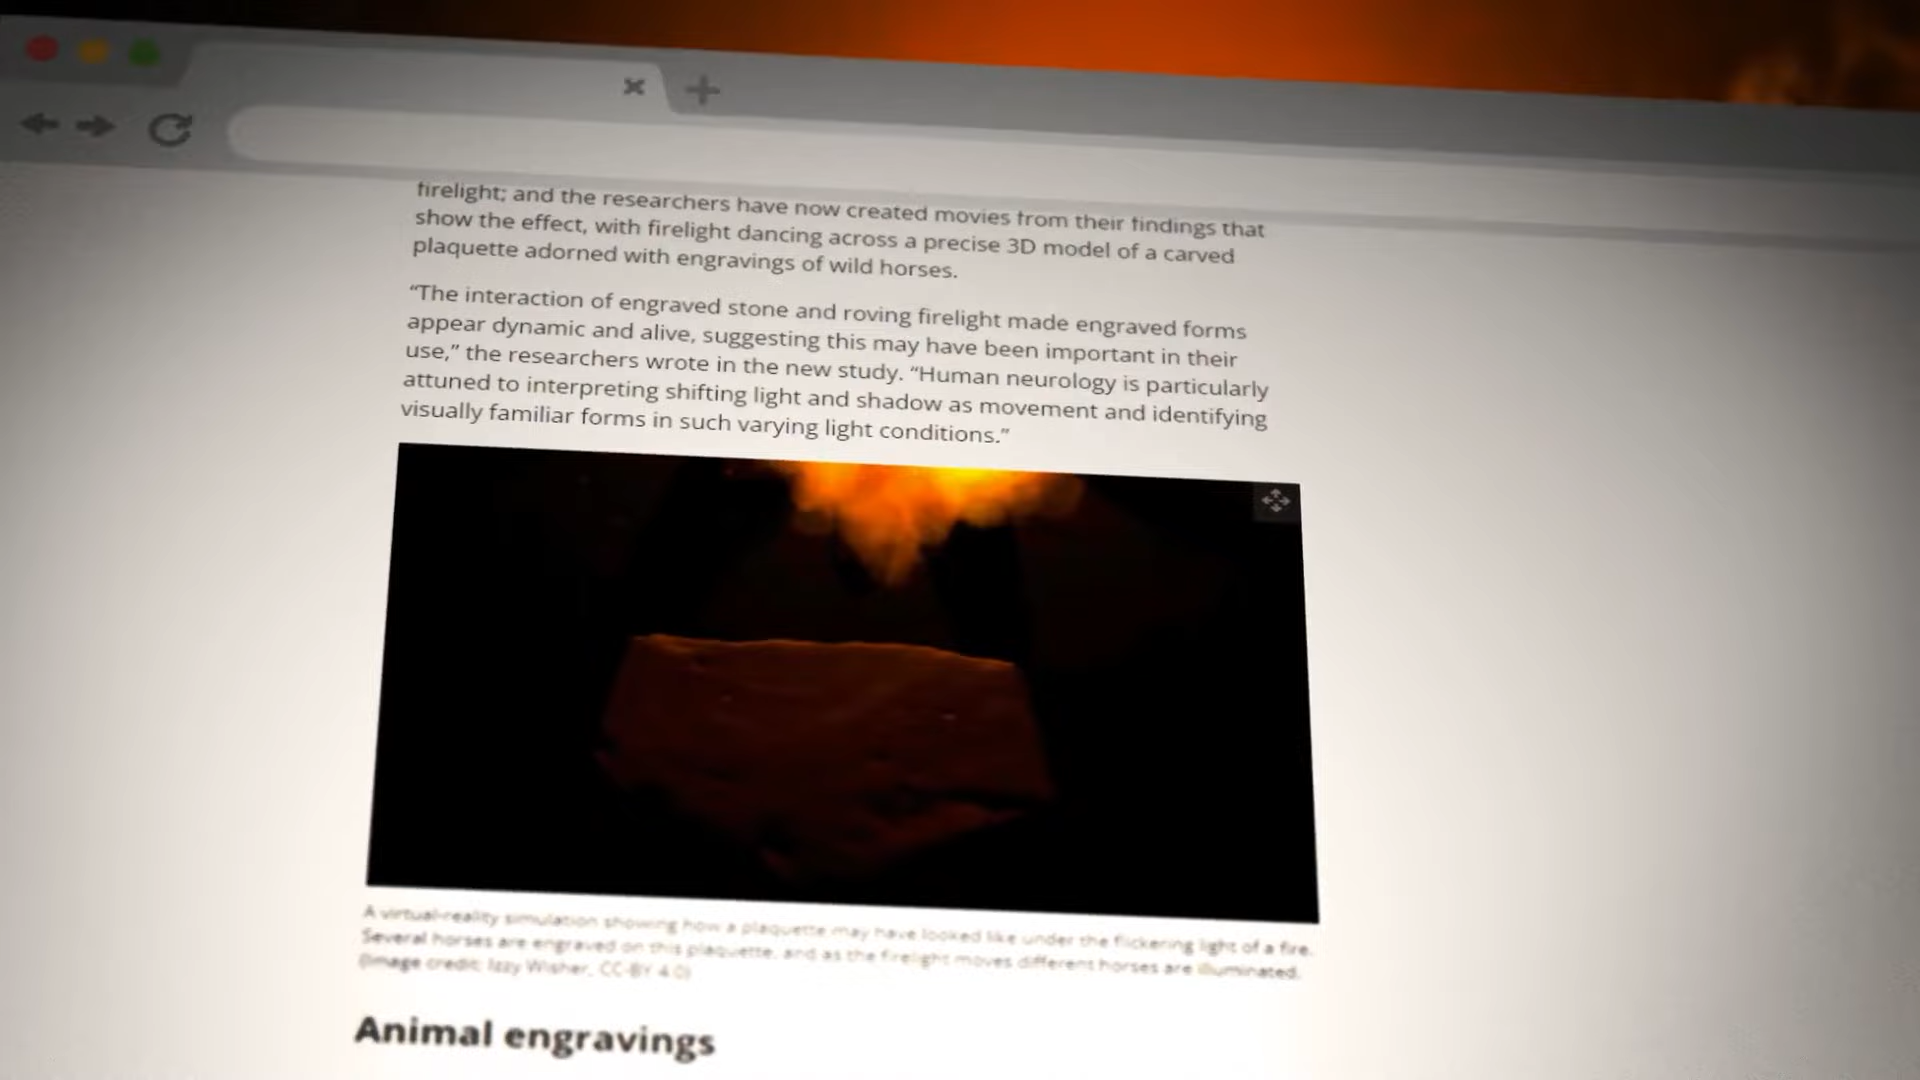 firelight; and the researchers have now created movies from their findings that
show the effect, with firelight dancing across a precise 3D model of a carved
plaquette adorned with engravings of wild horses.
“The interaction of engraved stone and roving firelight made engraved forms
appear dynamic and alive, suggesting this may have been important in their
use,” the researchers wrote in the new study. “Human neurology is particularly
attuned to interpreting shifting light and shadow as movement and identifying
visually familiar forms in such varying light conditions.”
A virtual-reality simulation showing how a plaquette may have looked like under the flickering light of a fire.
Several horses are engraved on this plaquette, and as the firelight moves different horses are illuminated.
(Image credit: Izzy Wisher, CC-BY 4.0)
Animal engravings